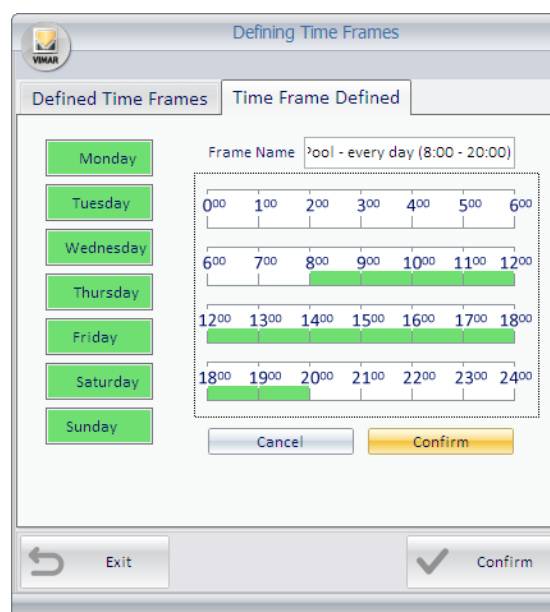 Defining Time Frames
VIMAR
Defined Time Frames Time Frame Defined
Monday
Frame Name Pool - every day (8:00 - 20:00)
Tuesday
0⁰⁰ 1⁰⁰ 2⁰⁰ 3⁰⁰ 4⁰⁰ 5⁰⁰ 6⁰⁰
Wednesday
6⁰⁰ 7⁰⁰ 8⁰⁰ 9⁰⁰ 10⁰⁰ 11⁰⁰ 12⁰⁰
Thursday
12⁰⁰ 13⁰⁰ 14⁰⁰ 15⁰⁰ 16⁰⁰ 17⁰⁰ 18⁰⁰
Friday
Saturday
18⁰⁰ 19⁰⁰ 20⁰⁰ 21⁰⁰ 22⁰⁰ 23⁰⁰ 24⁰⁰
Sunday
Cancel Confirm
Exit Confirm